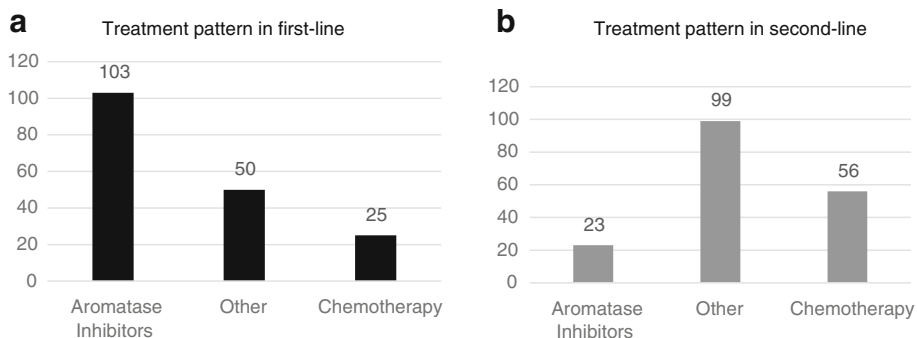 a
Treatment pattern in first-line
120
100
80
60
40
20
0
103
50
25
Aromatase
Inhibitors
Other
Chemotherapy
b
Treatment pattern in second-line
120
100
80
60
40
20
0
23
99
56
Aromatase
Inhibitors
Other
Chemotherapy